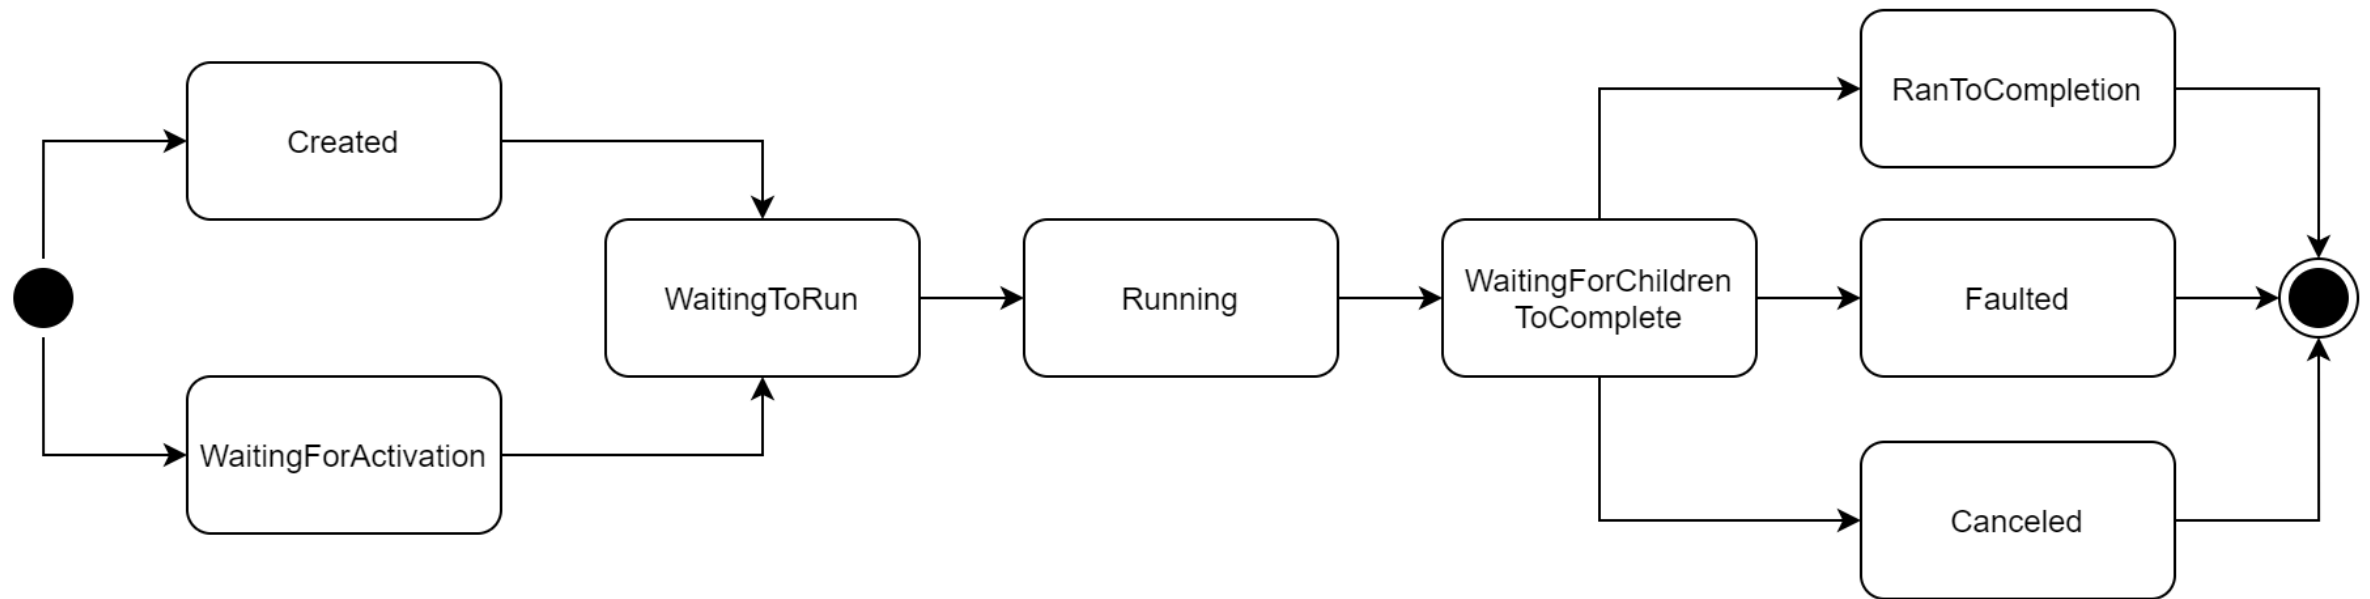 Created
WaitingForActivation
WaitingToRun
Running
WaitingForChildren
ToComplete
RanToCompletion
Faulted
Canceled